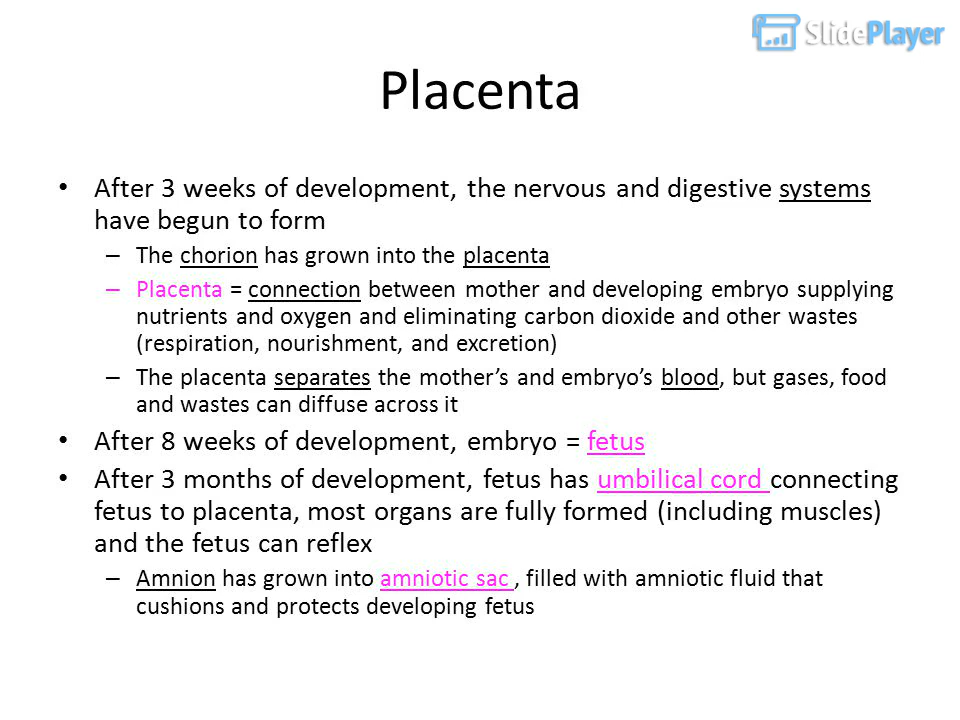 SlidePlayer
Placenta
• After 3 weeks of development, the nervous and digestive systems
have begun to form
– The chorion has grown into the placenta
– Placenta = connection between mother and developing embryo supplying
nutrients and oxygen and eliminating carbon dioxide and other wastes
(respiration, nourishment, and excretion)
– The placenta separates the mother’s and embryo’s blood, but gases, food
and wastes can diffuse across it
• After 8 weeks of development, embryo = fetus
• After 3 months of development, fetus has umbilical cord connecting
fetus to placenta, most organs are fully formed (including muscles)
and the fetus can reflex
– Amnion has grown into amniotic sac , filled with amniotic fluid that
cushions and protects developing fetus